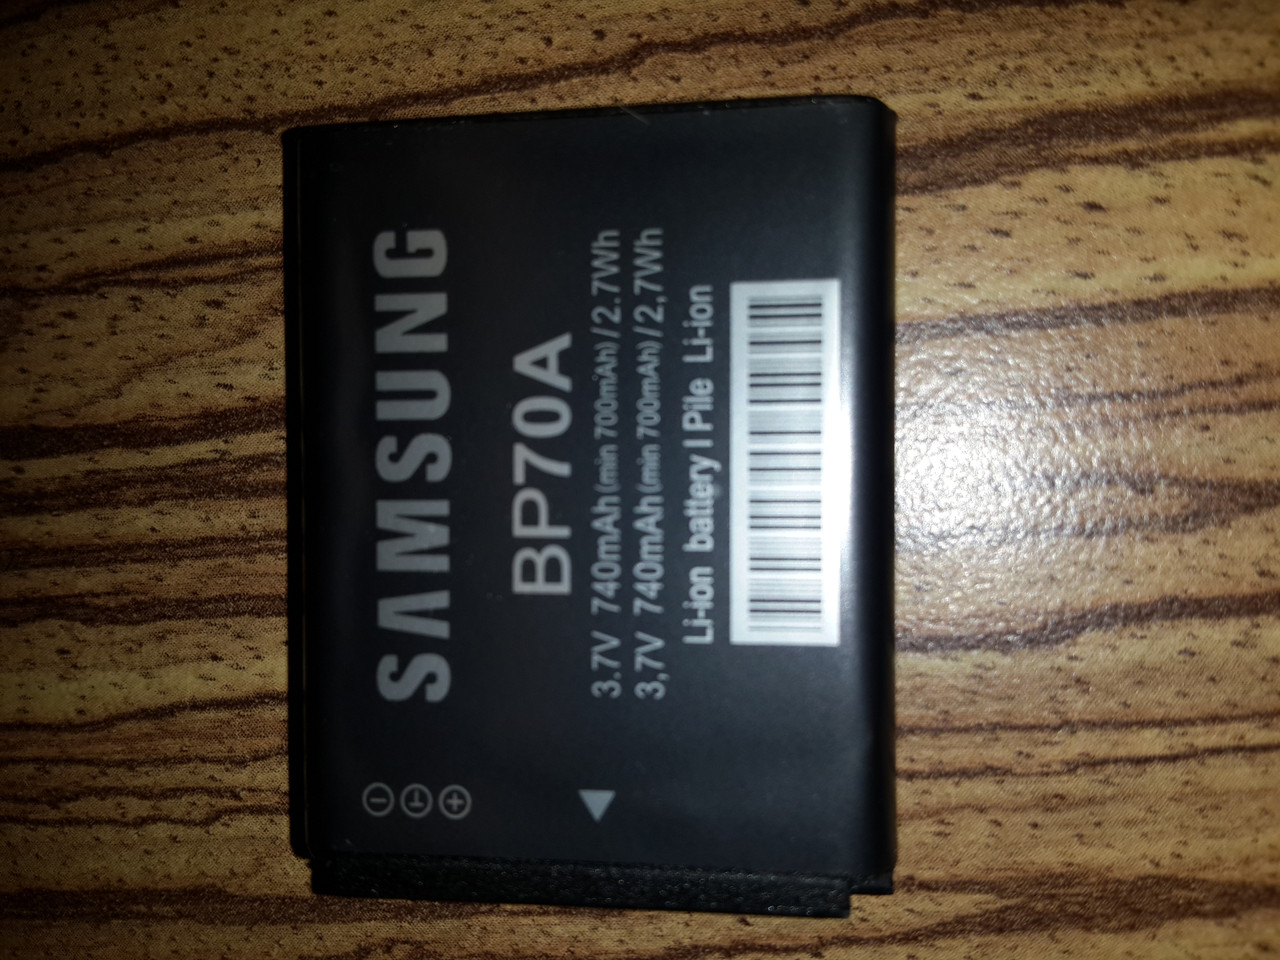 SAMSUNG
BP70A
3.7V 740mAh(min 700mAh) / 2.7Wh
3,7V 740mAh(min 700mAh) / 2,7Wh
Li-ion battery I Pile Li-ion